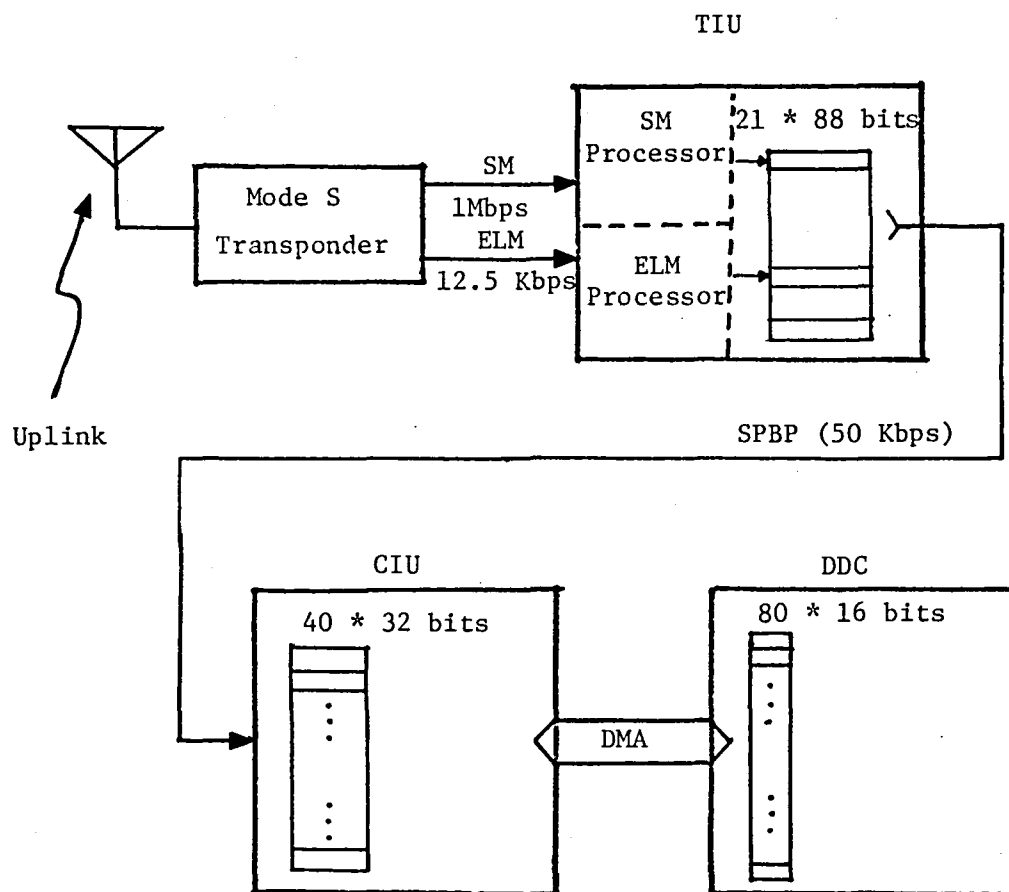 TIU
21 * 88 bits
SM
Processor
Mode S
Transponder
SM
1Mbps
ELM
12.5 Kbps
ELM
Processor
Uplink
SPBP (50 Kbps)
CIU
DDC
40 * 32 bits
80 * 16 bits
DMA